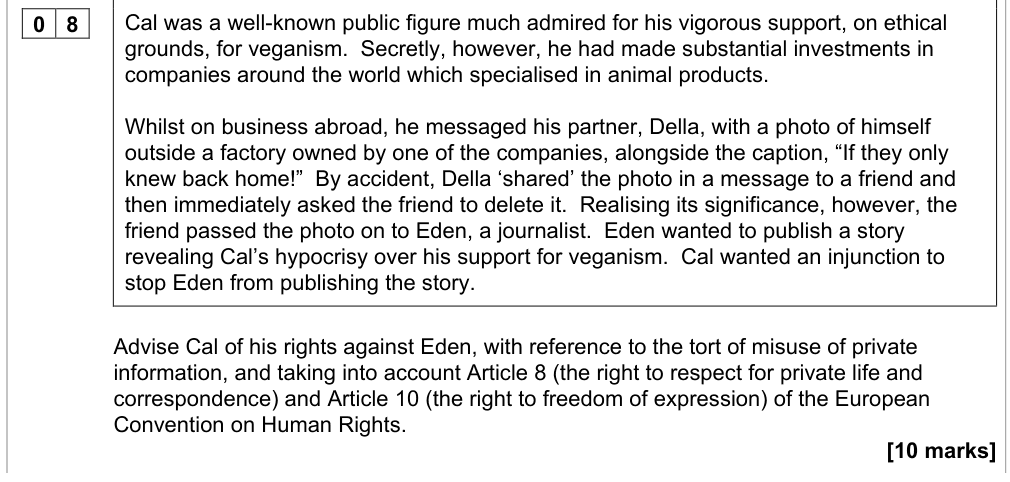 0 8
Cal was a well-known public figure much admired for his vigorous support, on ethical
grounds, for veganism. Secretly, however, he had made substantial investments in
companies around the world which specialised in animal products.
Whilst on business abroad, he messaged his partner, Della, with a photo of himself
outside a factory owned by one of the companies, alongside the caption, “If they only
knew back home!” By accident, Della ‘shared’ the photo in a message to a friend and
then immediately asked the friend to delete it. Realising its significance, however, the
friend passed the photo on to Eden, a journalist. Eden wanted to publish a story
revealing Cal’s hypocrisy over his support for veganism. Cal wanted an injunction to
stop Eden from publishing the story.
Advise Cal of his rights against Eden, with reference to the tort of misuse of private
information, and taking into account Article 8 (the right to respect for private life and
correspondence) and Article 10 (the right to freedom of expression) of the European
Convention on Human Rights.
[10 marks]